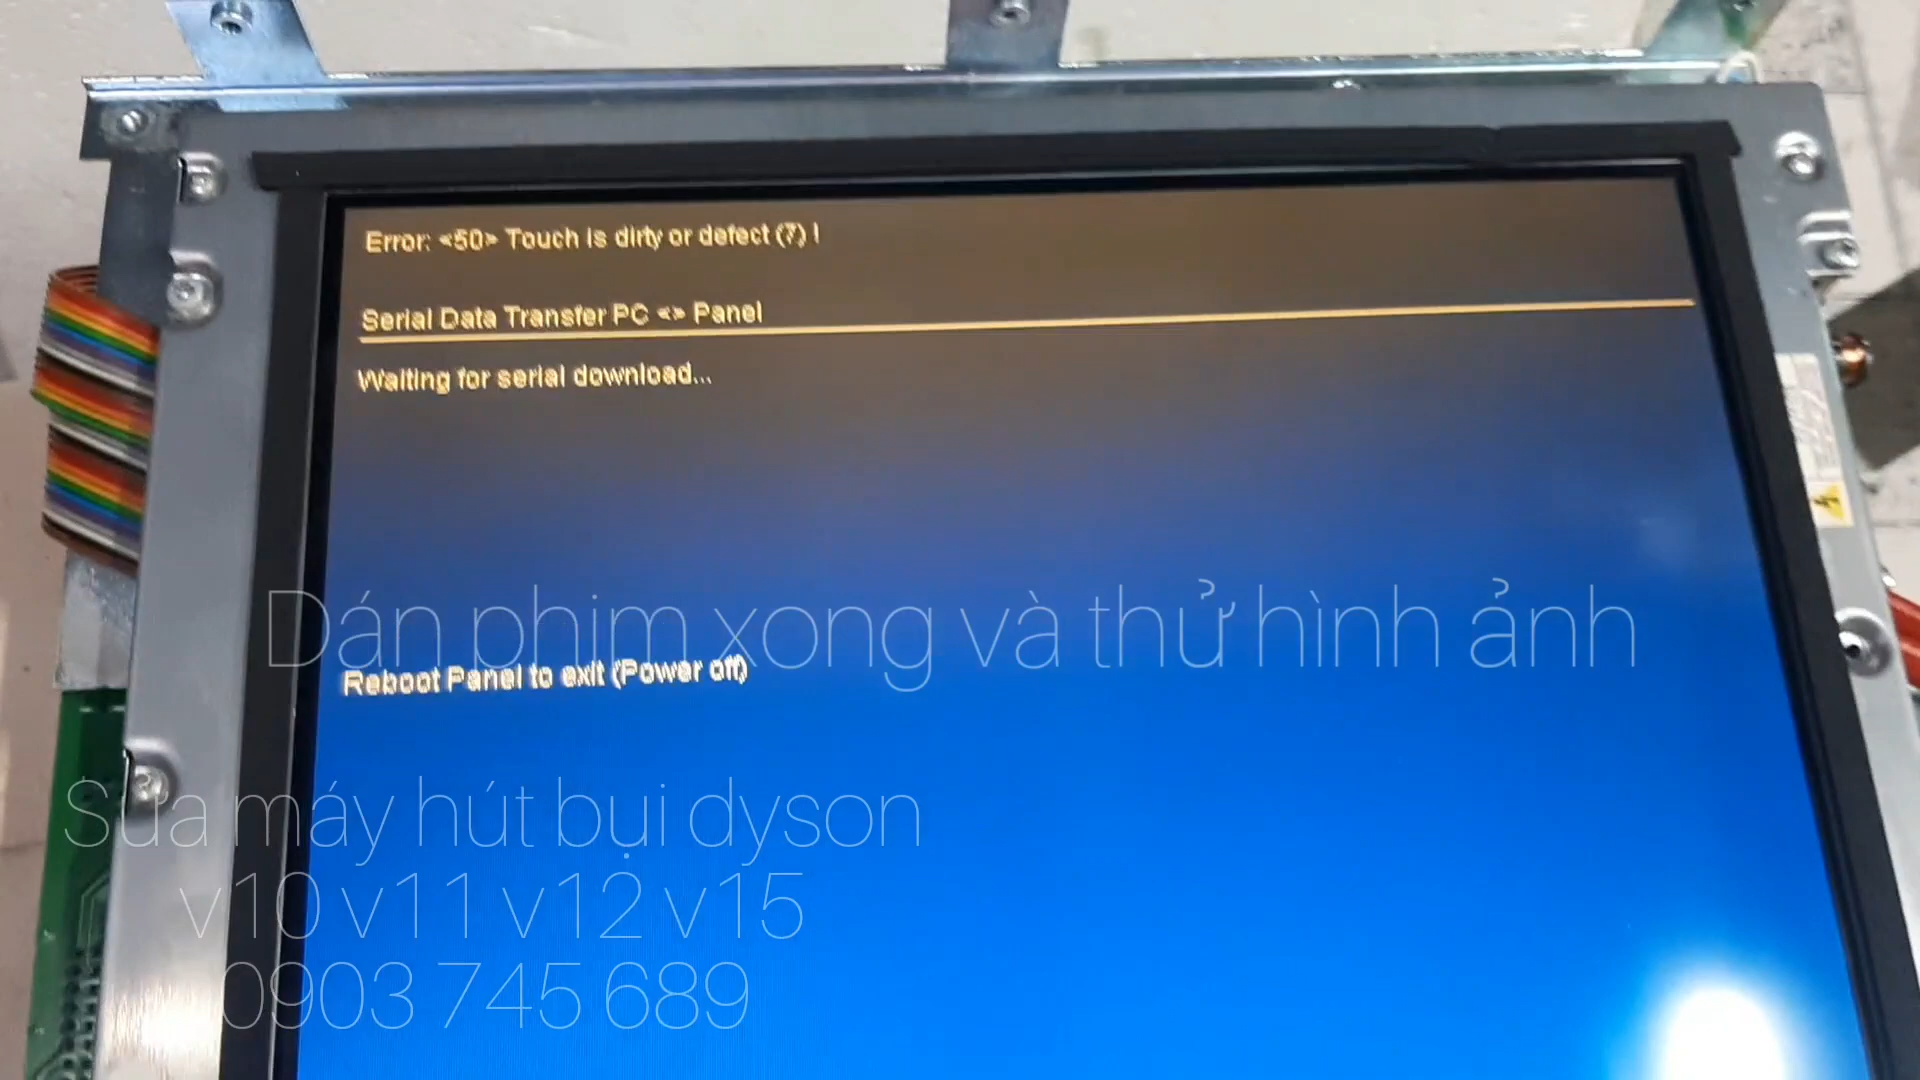 Error: <50> Touch is dirty or defect (7) !
Serial Data Transfer PC <> Panel
Waiting for serial download...
Dán phim xong và thử hình ảnh
Reboot Panel to exit (Power off)
Sửa máy hút bụi dyson
v10 v11 v12 v15
0903 745 689